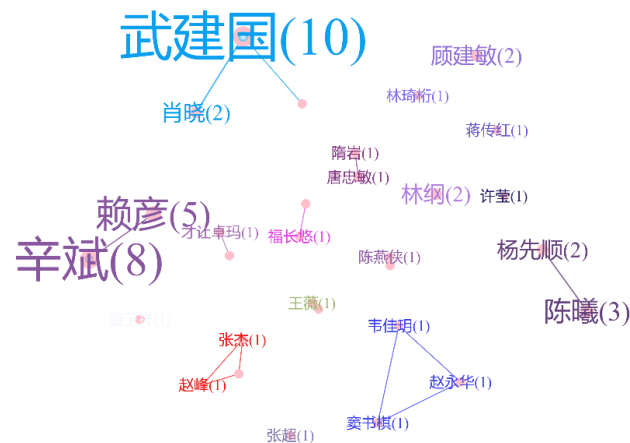 武建国(10)
顾建敏(2)
林琦桁(1)
肖晓(2)
蒋传红(1)
隋岩(1)
唐忠敏(1)
林纲(2)
许莹(1)
赖彦(5)
才让卓玛(1)
福长悠(1)
辛斌(8)
陈燕侠(1)
杨先顺(2)
王薇(1)
陈曦(3)
韦佳玥(1)
张杰(1)
赵峰(1)
赵永华(1)
窦书棋(1)
张超(1)